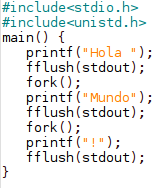 #include<stdio.h>
#include<unistd.h>
main() {
   printf("Hola ");
   fflush(stdout);
   fork();
   printf("Mundo");
   fflush(stdout);
   fork();
   printf("!");
   fflush(stdout);
}